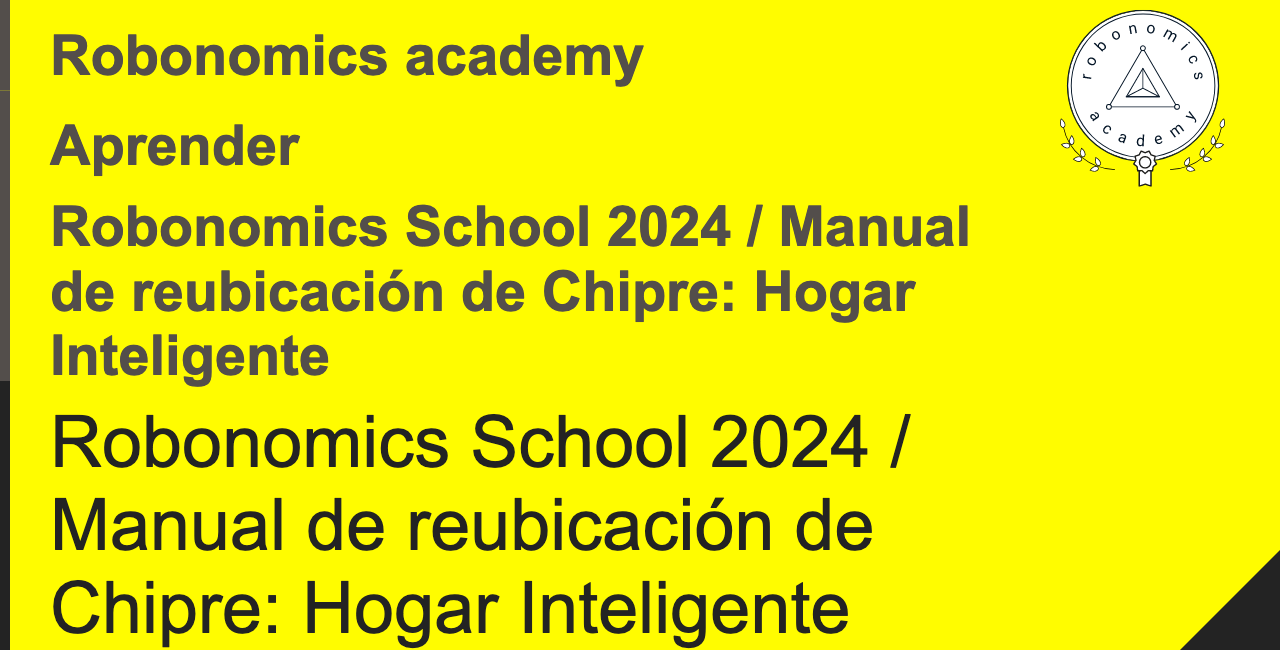 Robonomics academy
robonomics
academy
Aprender
Robonomics School 2024 / Manual
de reubicación de Chipre: Hogar
Inteligente
Robonomics School 2024 /
Manual de reubicación de
Chipre: Hogar Inteligente